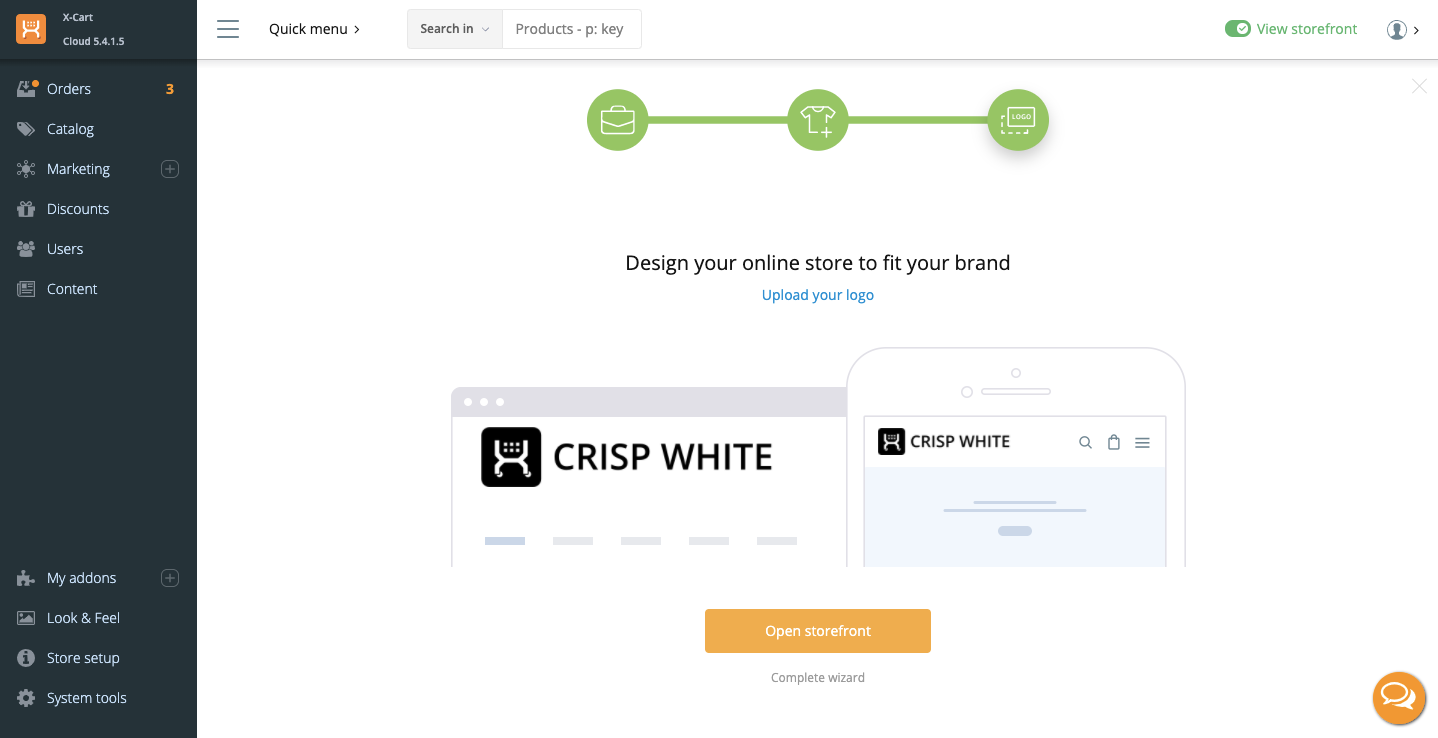 X-Cart
Cloud 5.4.1.5
Quick menu
Search in
Products - p: key
View storefront
Orders 3
Catalog
Marketing
Discounts
Users
Content
My addons
Look & Feel
Store setup
System tools
LOGO
Design your online store to fit your brand
Upload your logo
CRISP WHITE
CRISP WHITE
Open storefront
Complete wizard